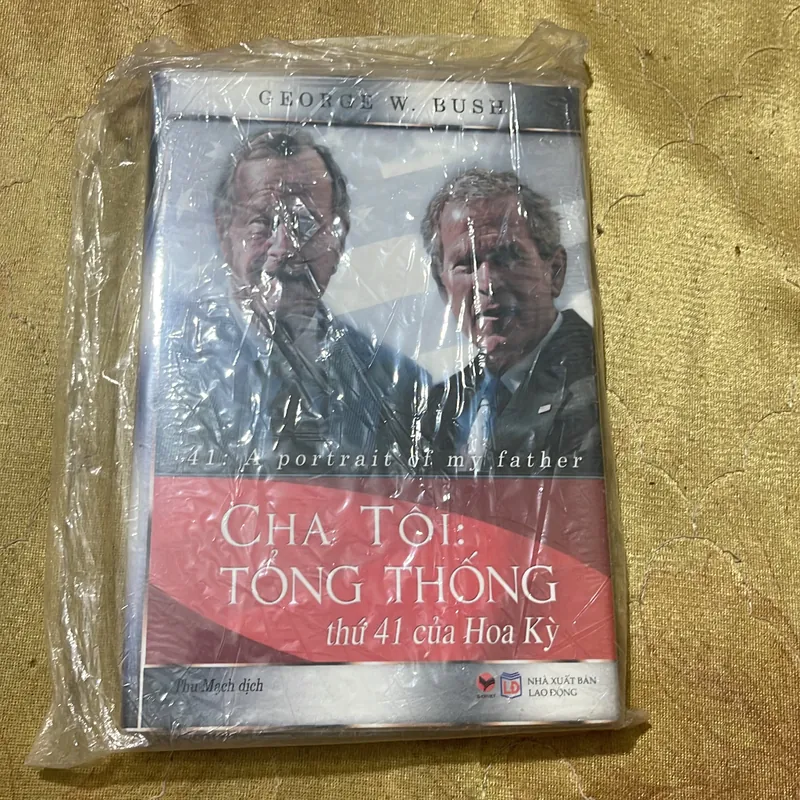 GEORGE W. BUSH
41: A portrait of my father
CHA TÔI:
TỔNG THỐNG
thứ 41 của Hoa Kỳ
Thu Mạch dịch
LĐ
NHÀ XUẤT BẢN
LAO ĐỘNG